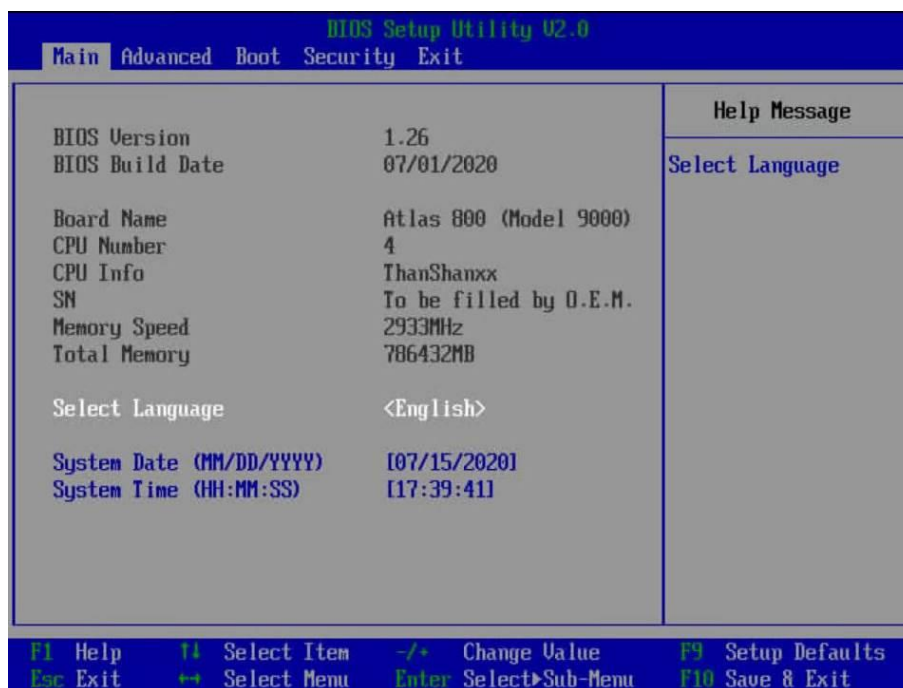 BIOS Setup Utility V2.0
Main Advanced Boot Security Exit
Help Message
Select Language
BIOS Version 1.26
BIOS Build Date 07/01/2020
Board Name Atlas 800 (Model 9000)
CPU Number 4
CPU Info ThanShanxx
SN To be filled by O.E.M.
Memory Speed 2933MHz
Total Memory 786432MB
Select Language <English>
System Date (MM/DD/YYYY) [07/15/2020]
System Time (HH:MM:SS) [17:39:41]
F1 Help ↑↓ Select Item -/+ Change Value F9 Setup Defaults
Esc Exit ↔ Select Menu Enter Select▶Sub-Menu F10 Save & Exit